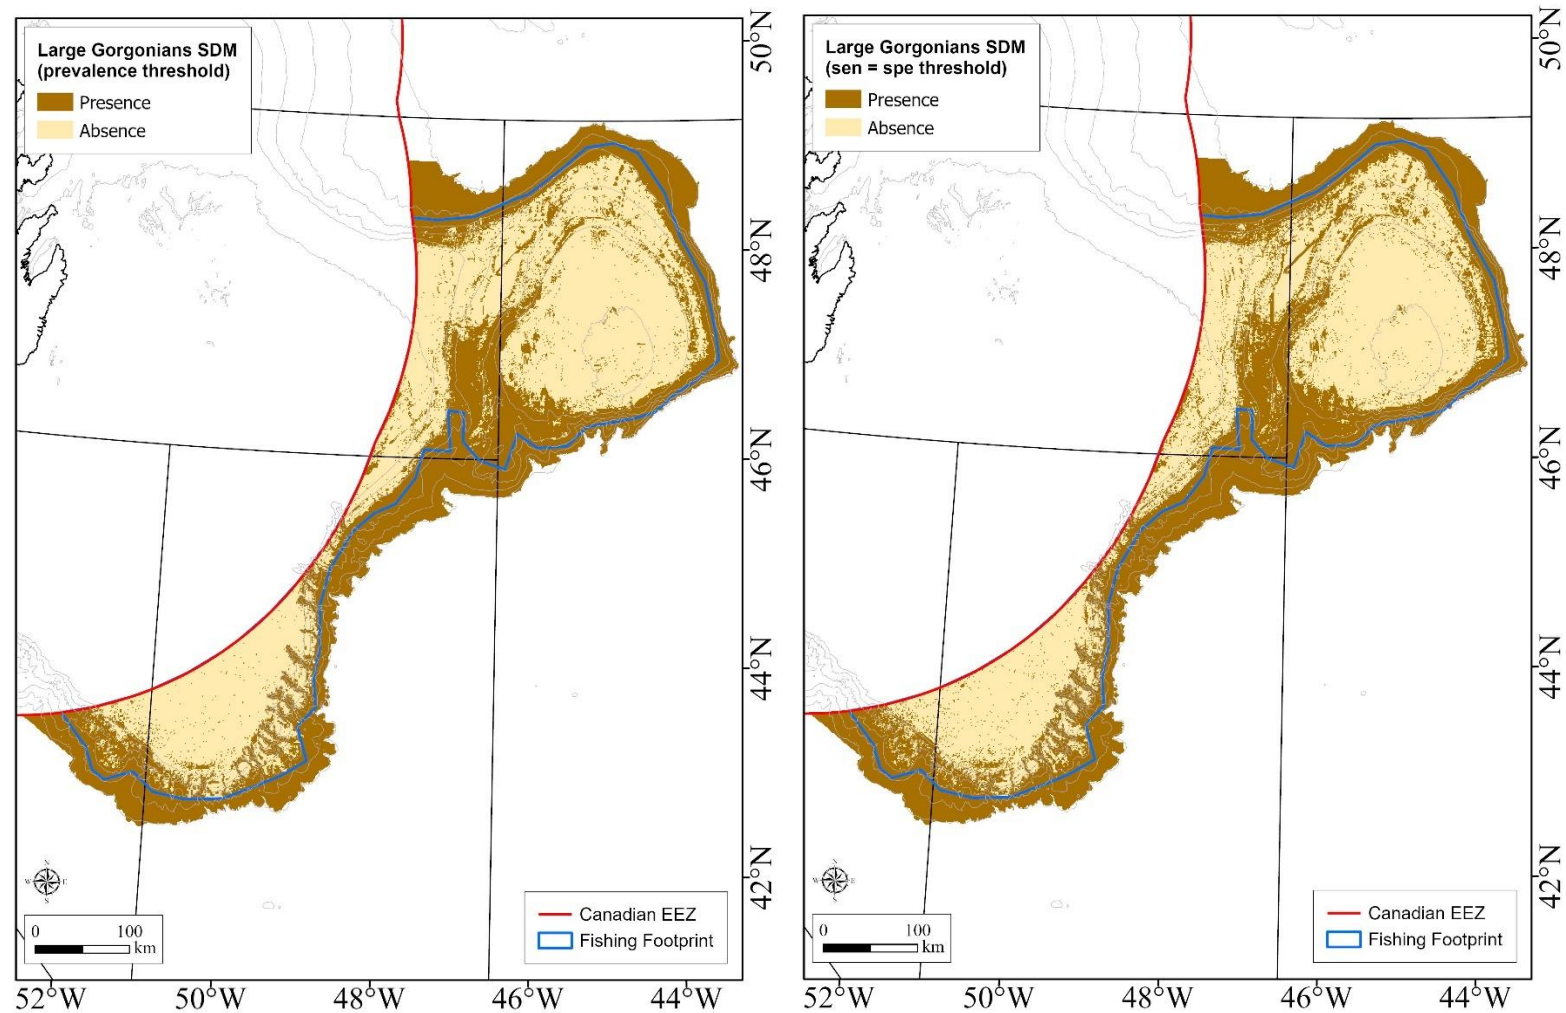 Large Gorgonians SDM
(prevalence threshold)
Presence
Absence
N
W E
S
0 100
km
Canadian EEZ
Fishing Footprint
50°N
48°N
46°N
44°N
42°N
52°W 50°W 48°W 46°W 44°W
Large Gorgonians SDM
(sen = spe threshold)
Presence
Absence
N
W E
S
0 100
km
Canadian EEZ
Fishing Footprint
50°N
48°N
46°N
44°N
42°N
52°W 50°W 48°W 46°W 44°W